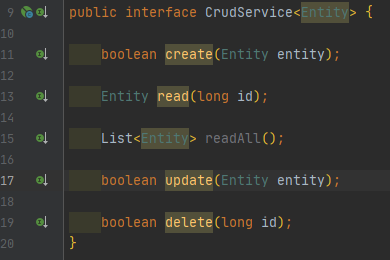 9 public interface CrudService<Entity> {
10
11 boolean create(Entity entity);
12
13 Entity read(long id);
14
15 List<Entity> readAll();
16
17 boolean update(Entity entity);
18
19 boolean delete(long id);
20 }